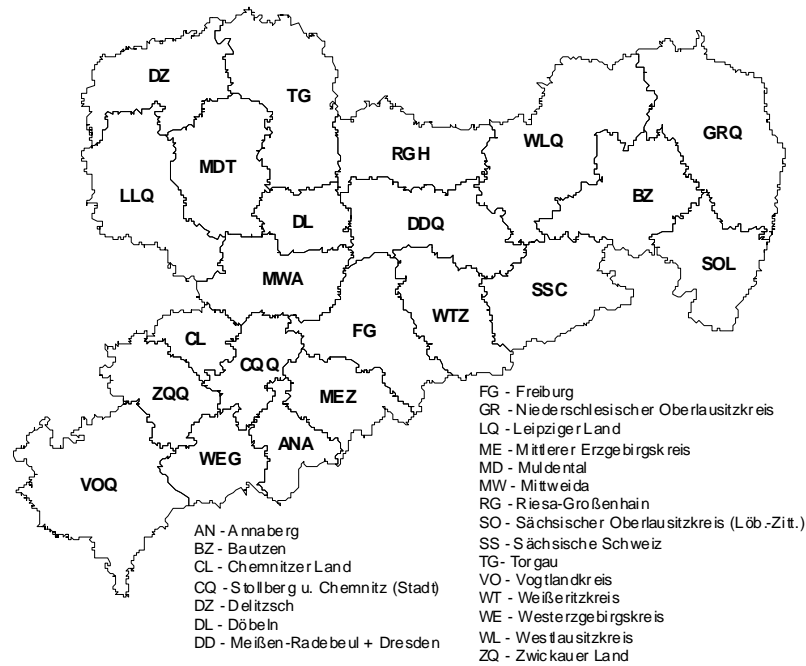 DZ
TG
GRQ
WLQ
RGH
MDT
LLQ
BZ
DL
DDQ
SOL
MWA
SSC
WTZ
FG
CL
CQQ
ZQQ
MEZ
ANA
WEG
VOQ
AN - Annaberg
BZ - Bautzen
CL - Chemnitzer Land
CQ - Stollberg u. Chemnitz (Stadt)
DZ - Delitzsch
DL - Döbeln
DD - Meißen-Radebeul + Dresden
FG - Freiburg
GR - Niederschlesischer Oberlausitzkreis
LQ - Leipziger Land
ME - Mittlerer Erzgebirgskreis
MD - Muldental
MW - Mittweida
RG - Riesa-Großenhain
SO - Sächsischer Oberlausitzkreis (Löb.-Zitt.)
SS - Sächsische Schweiz
TG - Torgau
VO - Vogtlandkreis
WT - Weißeritzkreis
WE - Westerzgebirgskreis
WL - Westlausitzkreis
ZQ - Zwickauer Land